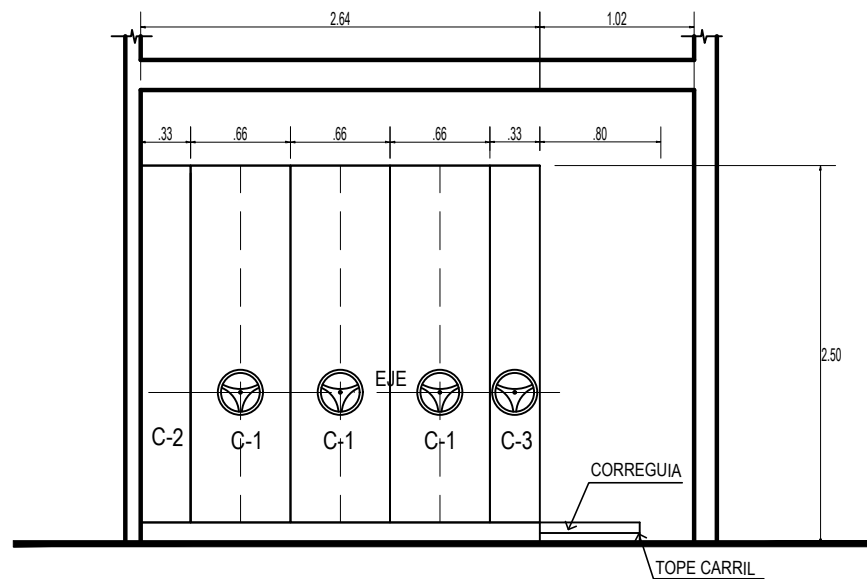 2.64 1.02
.33 .66 .66 .66 .33 .80
2.50
EJE
C-2 C-1 C-1 C-1 C-3
CORREGUIA
TOPE CARRIL